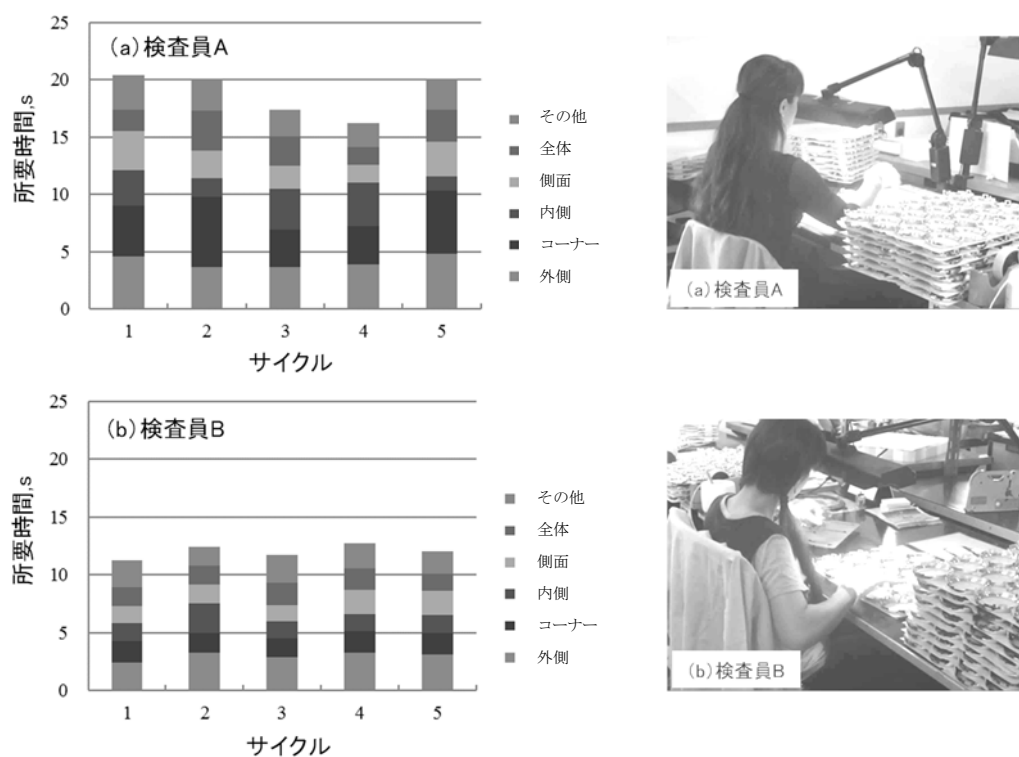 (a)検査員A
25
20
15
10
5
0
所要時間,s
1 2 3 4 5
サイクル
その他
全体
側面
内側
コーナー
外側
(a)検査員A
(b)検査員B
25
20
15
10
5
0
所要時間,s
1 2 3 4 5
サイクル
その他
全体
側面
内側
コーナー
外側
(b)検査員B